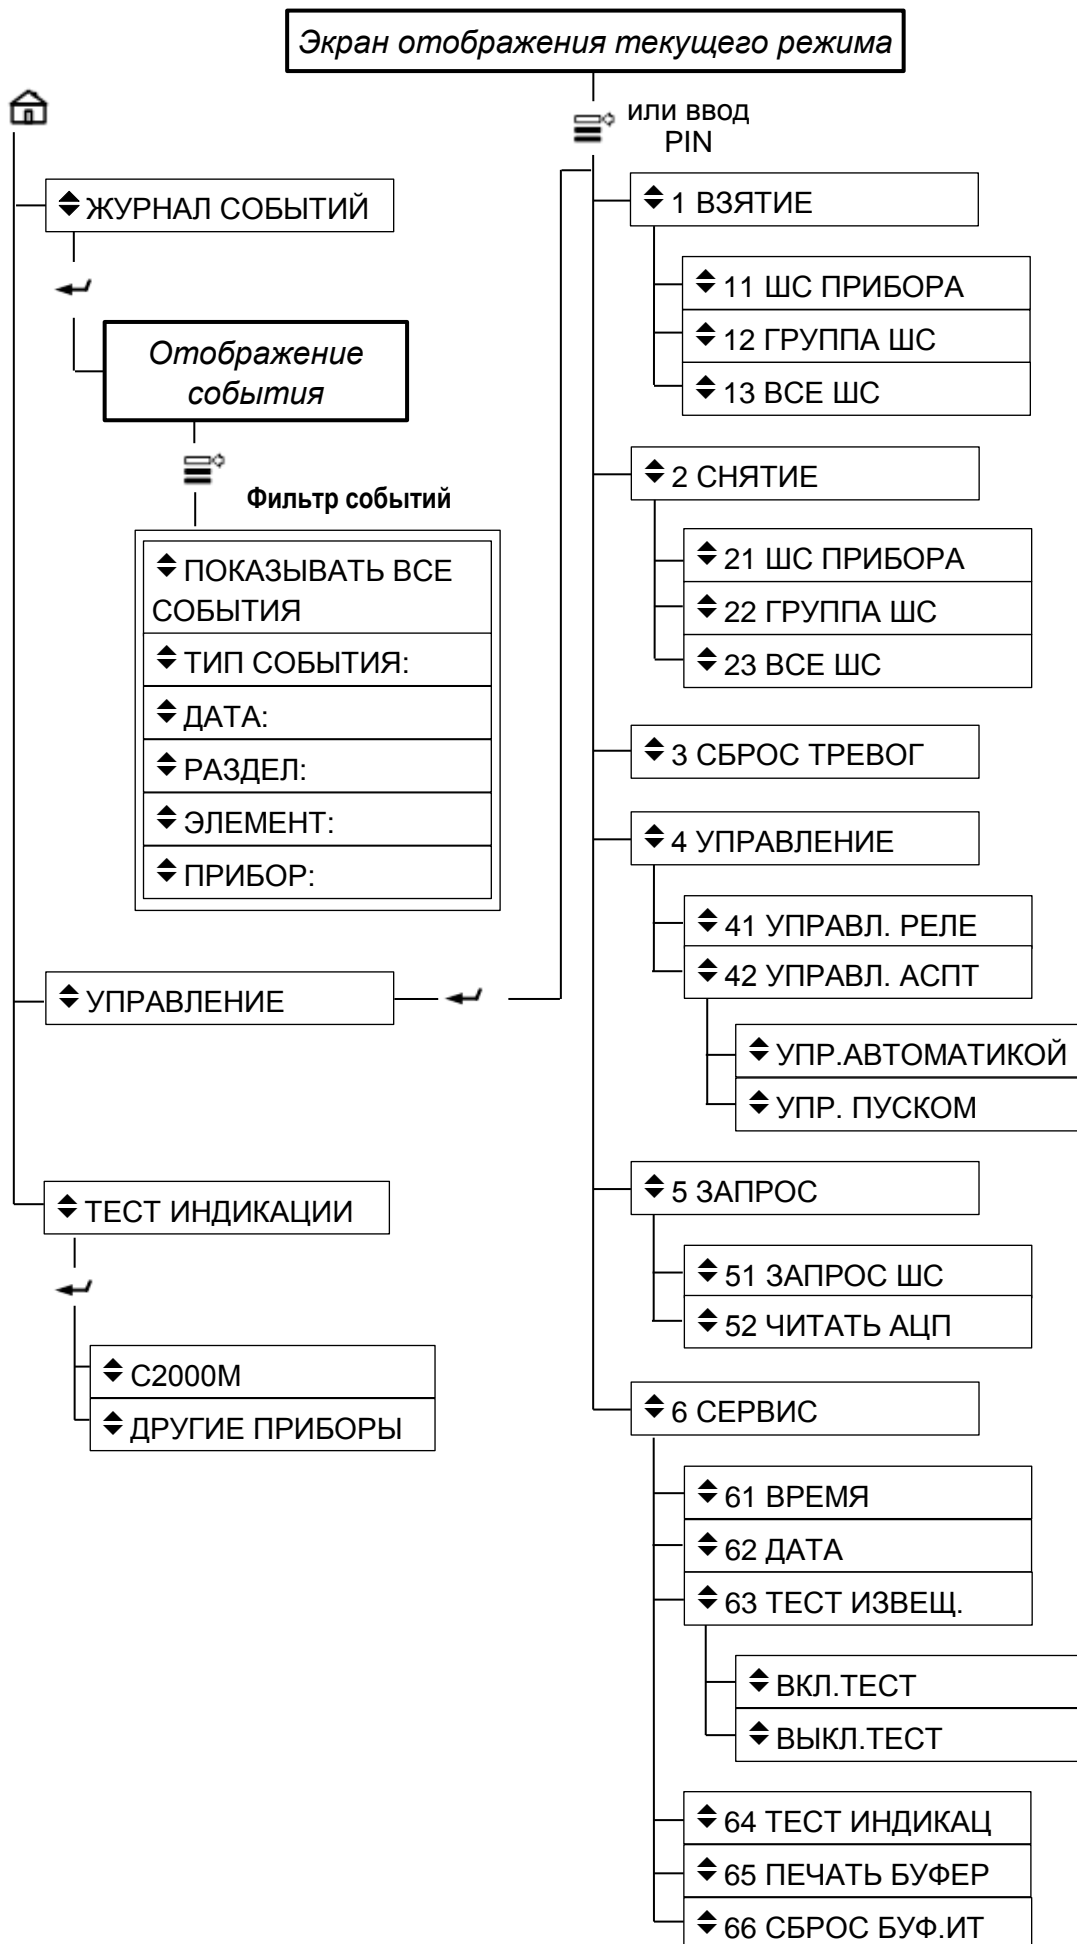 Экран отображения текущего режима
или ввод
PIN
ЖУРНАЛ СОБЫТИЙ
Отображение
события
Фильтр событий
ПОКАЗЫВАТЬ ВСЕ
СОБЫТИЯ
ТИП СОБЫТИЯ:
ДАТА:
РАЗДЕЛ:
ЭЛЕМЕНТ:
ПРИБОР:
УПРАВЛЕНИЕ
ТЕСТ ИНДИКАЦИИ
С2000М
ДРУГИЕ ПРИБОРЫ
1 ВЗЯТИЕ
11 ШС ПРИБОРА
12 ГРУППА ШС
13 ВСЕ ШС
2 СНЯТИЕ
21 ШС ПРИБОРА
22 ГРУППА ШС
23 ВСЕ ШС
3 СБРОС ТРЕВОГ
4 УПРАВЛЕНИЕ
41 УПРАВЛ. РЕЛЕ
42 УПРАВЛ. АСПТ
УПР.АВТОМАТИКОЙ
УПР. ПУСКОМ
5 ЗАПРОС
51 ЗАПРОС ШС
52 ЧИТАТЬ АЦП
6 СЕРВИС
61 ВРЕМЯ
62 ДАТА
63 ТЕСТ ИЗВЕЩ.
ВКЛ.ТЕСТ
ВЫКЛ.ТЕСТ
64 ТЕСТ ИНДИКАЦ
65 ПЕЧАТЬ БУФЕР
66 СБРОС БУФ.ИТ